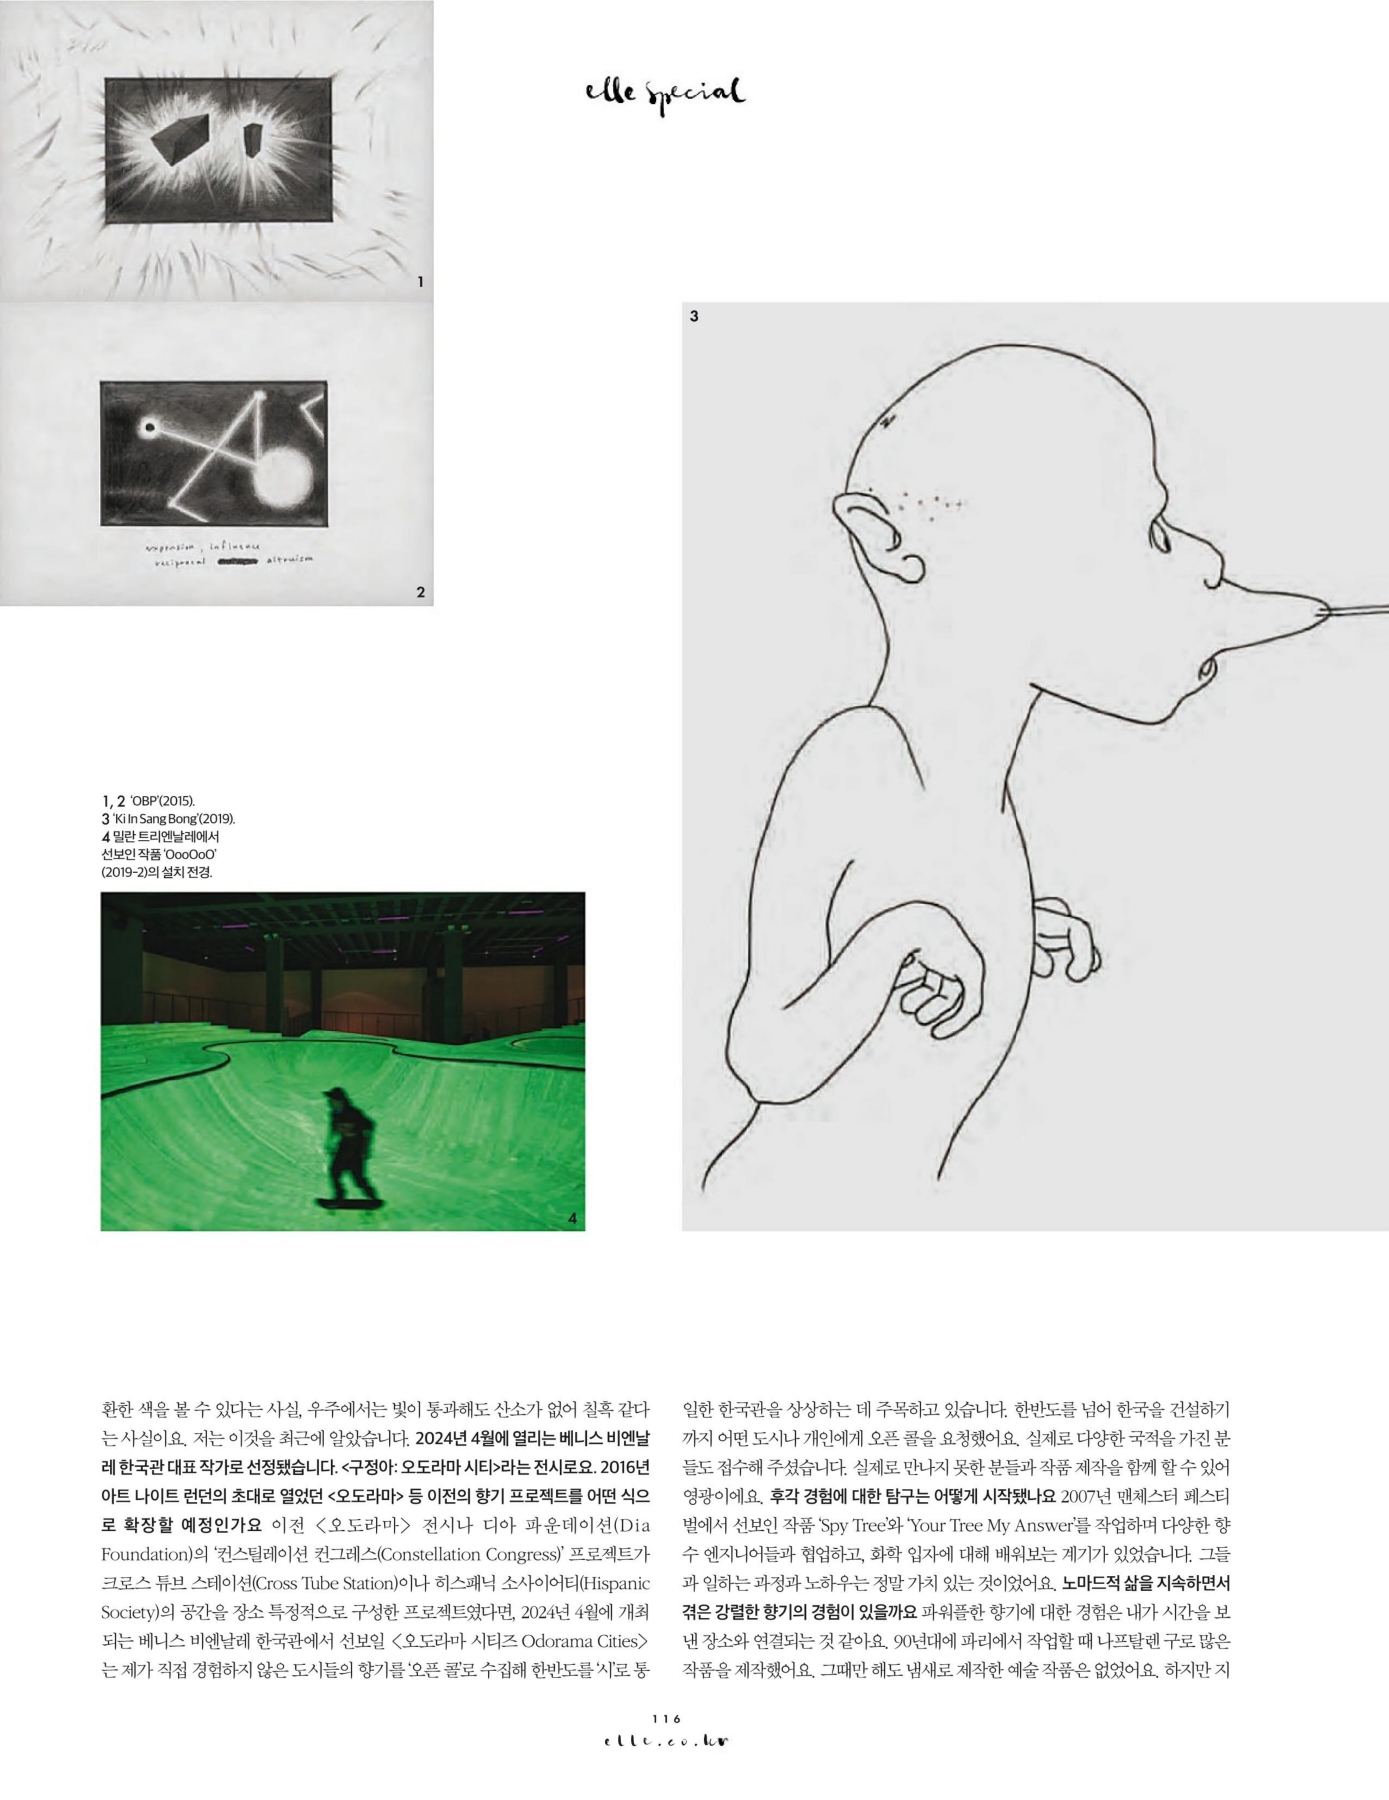 elle special
1
expansion, influence
reciprocal altruism
2
3
1, 2 'OBP'(2015).
3 'Ki In Sang Bong'(2019).
4 밀란 트리엔날레에서
선보인 작품 'OooOoO'
(2019-2)의 설치 전경.
4
환한 색을 볼 수 있다는 사실, 우주에서는 빛이 통과해도 산소가 없어 칠흑 같다
는 사실이요. 저는 이것을 최근에 알았습니다. 2024년 4월에 열리는 베니스 비엔날
레 한국관 대표 작가로 선정됐습니다. <구정아: 오도라마 시티>라는 전시로요. 2016년
아트 나이트 런던의 초대로 열었던 <오도라마> 등 이전의 향기 프로젝트를 어떤 식으
로 확장할 예정인가요 이전 <오도라마> 전시나 디아 파운데이션(Dia
Foundation)의 '컨스틸레이션 컨그레스(Constellation Congress)' 프로젝트가
크로스 튜브 스테이션(Cross Tube Station)이나 히스패닉 소사이어티(Hispanic
Society)의 공간을 장소 특정적으로 구성한 프로젝트였다면, 2024년 4월에 개최
되는 베니스 비엔날레 한국관에서 선보일 <오도라마 시티즈 Odorama Cities>
는 제가 직접 경험하지 않은 도시들의 향기를 '오픈 콜'로 수집해 한반도를 '시'로 통
일한 한국관을 상상하는 데 주목하고 있습니다. 한반도를 넘어 한국을 건설하기
까지 어떤 도시나 개인에게 오픈 콜을 요청했어요. 실제로 다양한 국적을 가진 분
들도 접수해 주셨습니다. 실제로 만나지 못한 분들과 작품 제작을 함께 할 수 있어
영광이에요. 후각 경험에 대한 탐구는 어떻게 시작됐나요 2007년 맨체스터 페스티
벌에서 선보인 작품 'Spy Tree'와 'Your Tree My Answer'를 작업하며 다양한 향
수 엔지니어들과 협업하고, 화학 입자에 대해 배워보는 계기가 있었습니다. 그들
과 일하는 과정과 노하우는 정말 가치 있는 것이었어요. 노마드적 삶을 지속하면서
겪은 강렬한 향기의 경험이 있을까요 파워플한 향기에 대한 경험은 내가 시간을 보
낸 장소와 연결되는 것 같아요. 90년대에 파리에서 작업할 때 나프탈렌 구로 많은
작품을 제작했어요. 그때만 해도 냄새로 제작한 예술 작품은 없었어요. 하지만 지
116
elle.co.kr